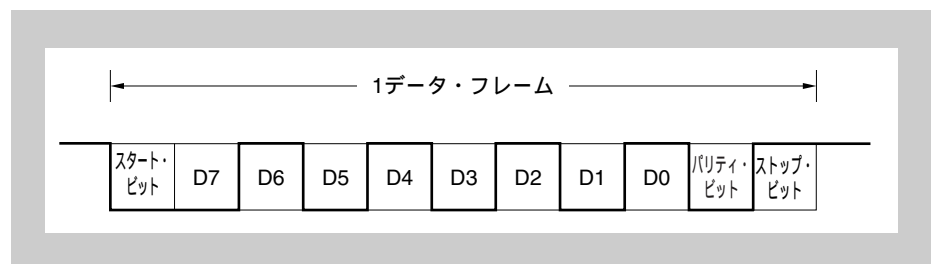 1データ・フレーム
スタート・
ビット
D7
D6
D5
D4
D3
D2
D1
D0
パリティ・
ビット
ストップ・
ビット